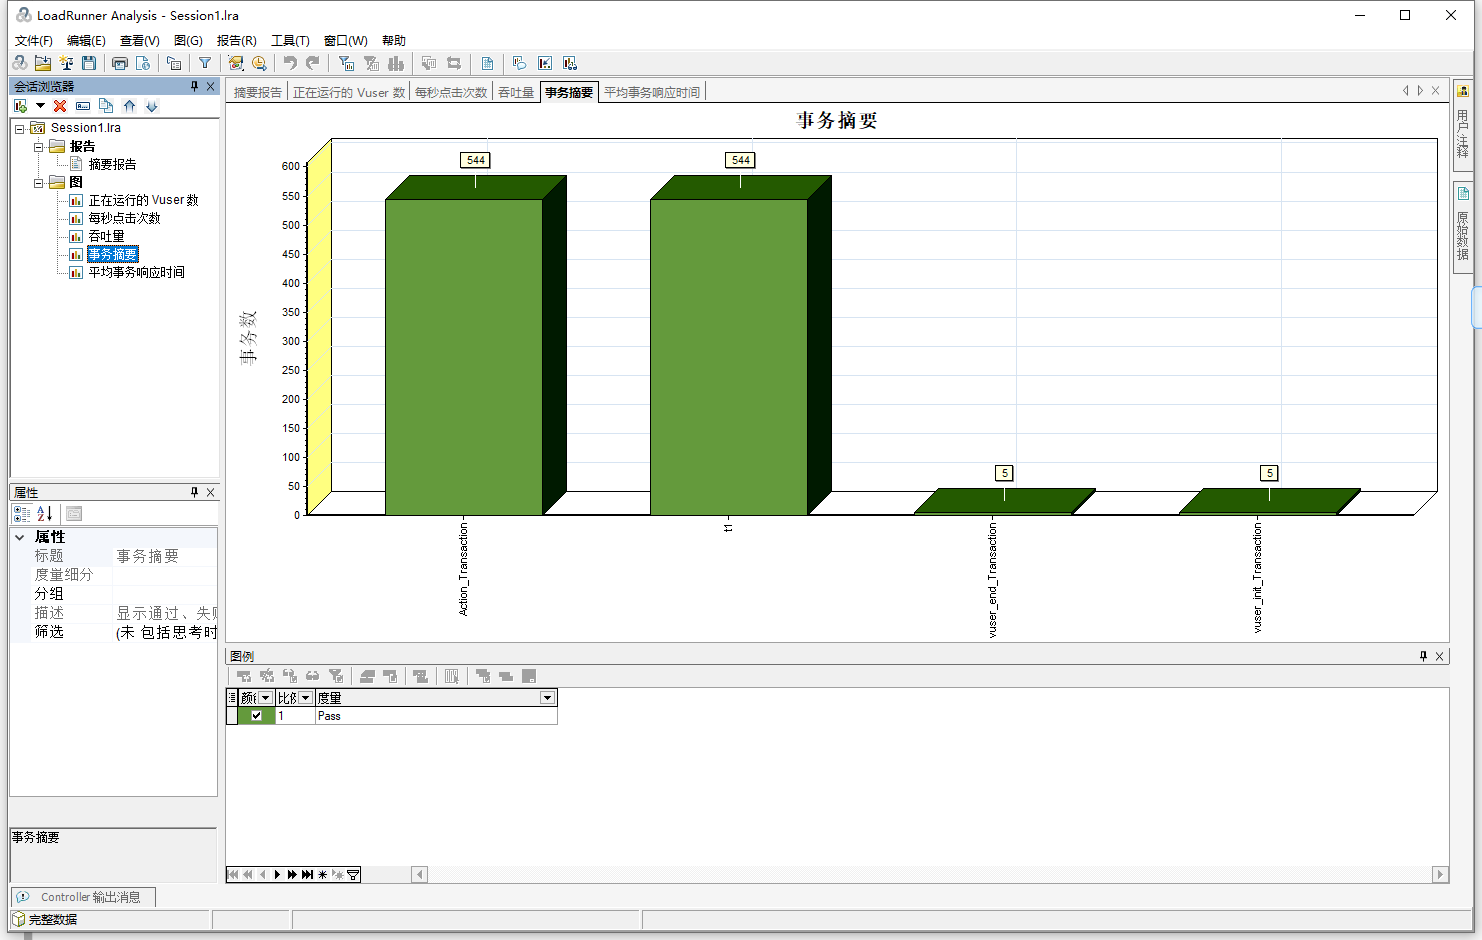 LoadRunner Analysis - Session1.lra
文件(F) 编辑(E) 查看(V) 图(G) 报告(R) 工具(T) 窗口(W) 帮助
会话浏览器
Session1.lra
报告
摘要报告
图
正在运行的 Vuser 数
每秒点击次数
吞吐量
事务摘要
平均事务响应时间
属性
属性
标题 事务摘要
度量细分
分组
描述 显示通过、失
筛选 (未 包括思考时
事务摘要
摘要报告 正在运行的 Vuser 数 每秒点击次数 吞吐量 事务摘要 平均事务响应时间
事务摘要
事务数
600
550
500
450
400
350
300
250
200
150
100
50
0
544
544
5
5
Action_Transaction
t1
vuser_end_Transaction
vuser_init_Transaction
图例
颜 比 度量
1 Pass
用户注释
原始数据
Controller 输出消息
完整数据